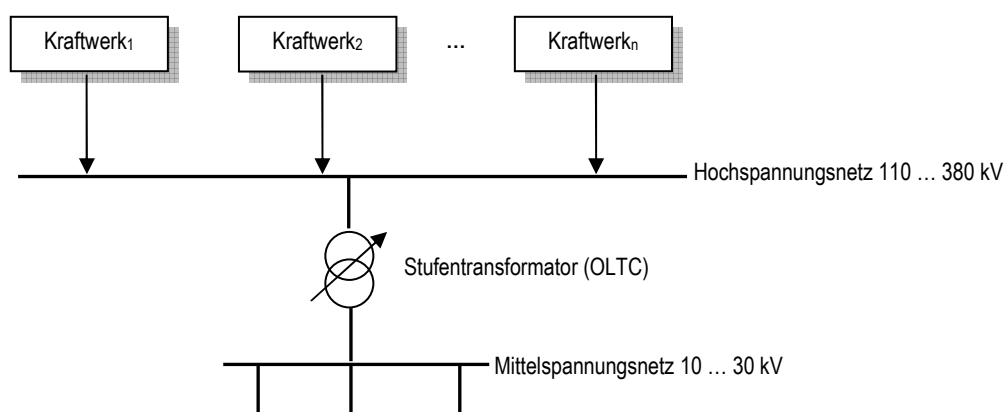 Kraftwerk₁
Kraftwerk₂
...
Kraftwerkₙ
Hochspannungsnetz 110 … 380 kV
Stufentransformator (OLTC)
Mittelspannungsnetz 10 … 30 kV